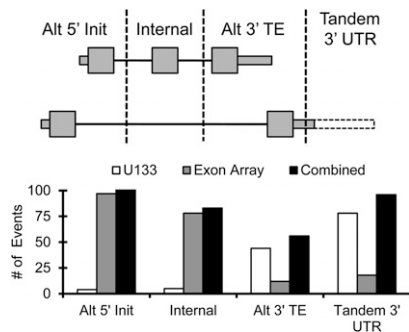 Alt 5' Init Internal Alt 3' TE Tandem
3' UTR
U133 Exon Array Combined
# of Events
100
75
50
25
0
Alt 5' Init Internal Alt 3' TE Tandem 3'
UTR